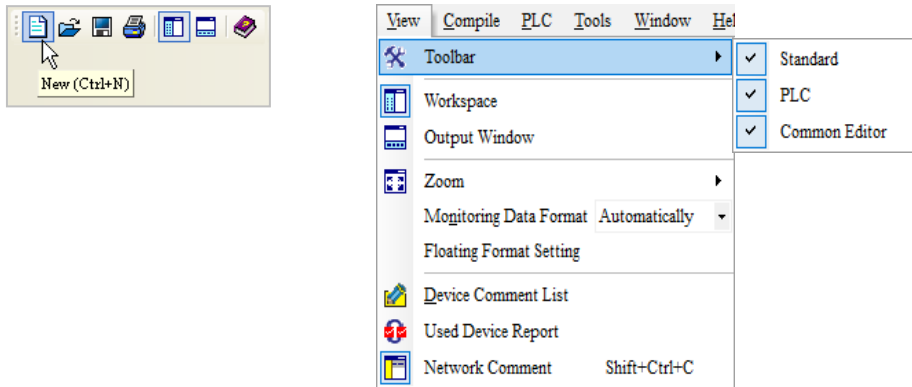 New (Ctrl+N)
View Compile PLC Tools Window Hel
Toolbar
Standard
PLC
Common Editor
Workspace
Output Window
Zoom
Monitoring Data Format Automatically
Floating Format Setting
Device Comment List
Used Device Report
Network Comment Shift+Ctrl+C